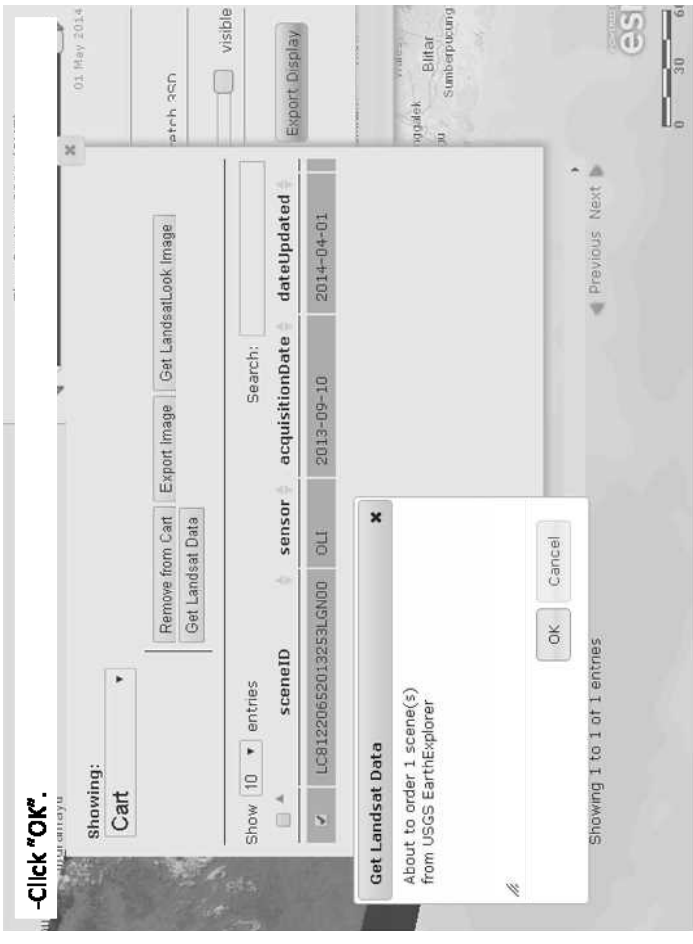 -Click "OK".
01 May 2014
visible
Export Display
Showing:
Cart
Remove from Cart
Export Image
Get LandsatLook Image
Get Landsat Data
Show 10 entries
Search:
sceneID
sensor
acquisitionDate
dateUpdated
LC81220652013253LGN00
OLI
2013-09-10
2014-04-01
Get Landsat Data
About to order 1 scene(s)
from USGS EarthExplorer
OK
Cancel
Showing 1 to 1 of 1 entries
Previous
Next
Blitar
Sumberpucung
esri
0
30